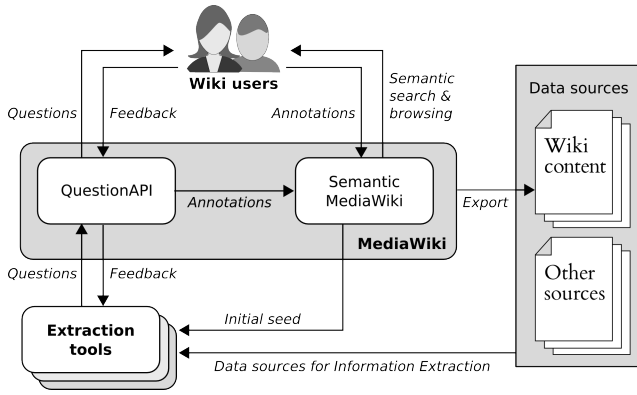 Wiki users
Semantic
search &
browsing
Questions
Feedback
Annotations
Data sources
Wiki
content
QuestionAPI
Annotations
Semantic
MediaWiki
Export
MediaWiki
Other
sources
Questions
Feedback
Initial seed
Extraction
tools
Data sources for Information Extraction